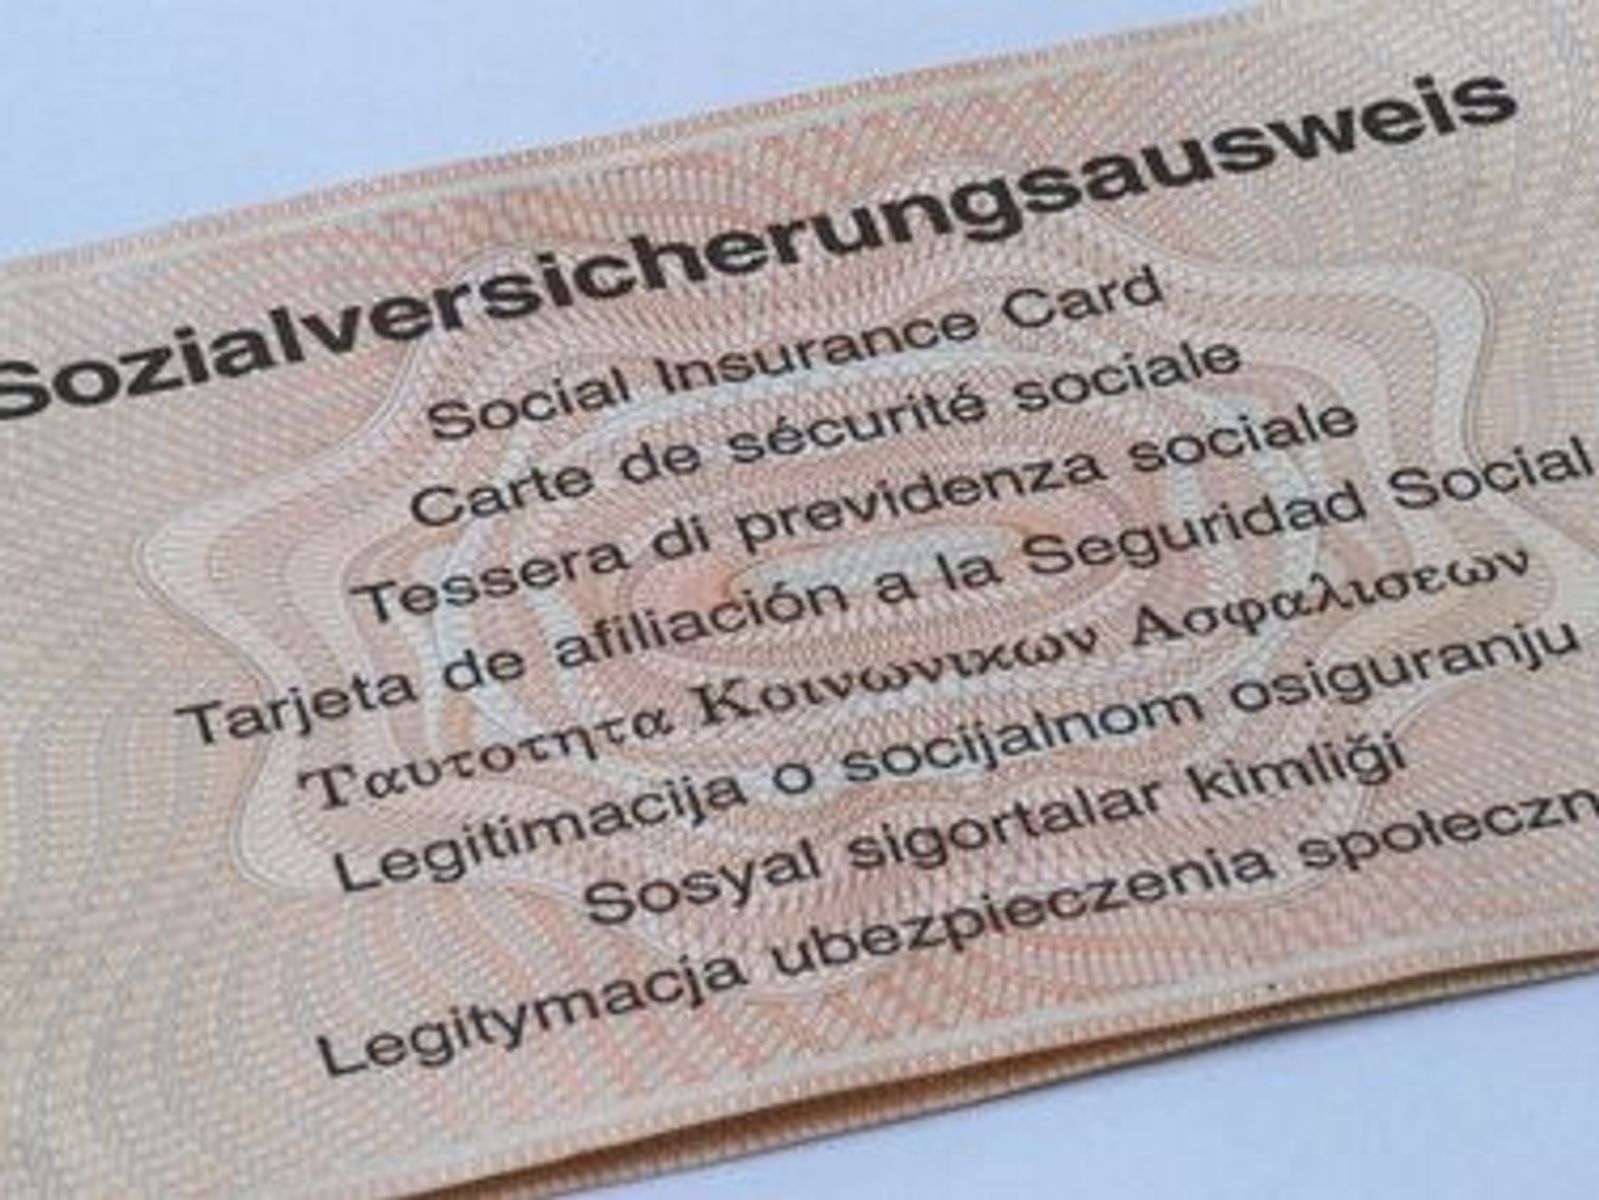 Sozialversicherungsausweis
Social Insurance Card
Carte de sécurité sociale
Tessera di previdenza sociale
Tarjeta de afiliación a la Seguridad Social
Ταυτοτητα Κοινωνικων Ασφαλισεων
Legitimacija o socijalnom osiguranju
Sosyal sigortalar kimliği
Legitymacja ubezpieczenia społeczn